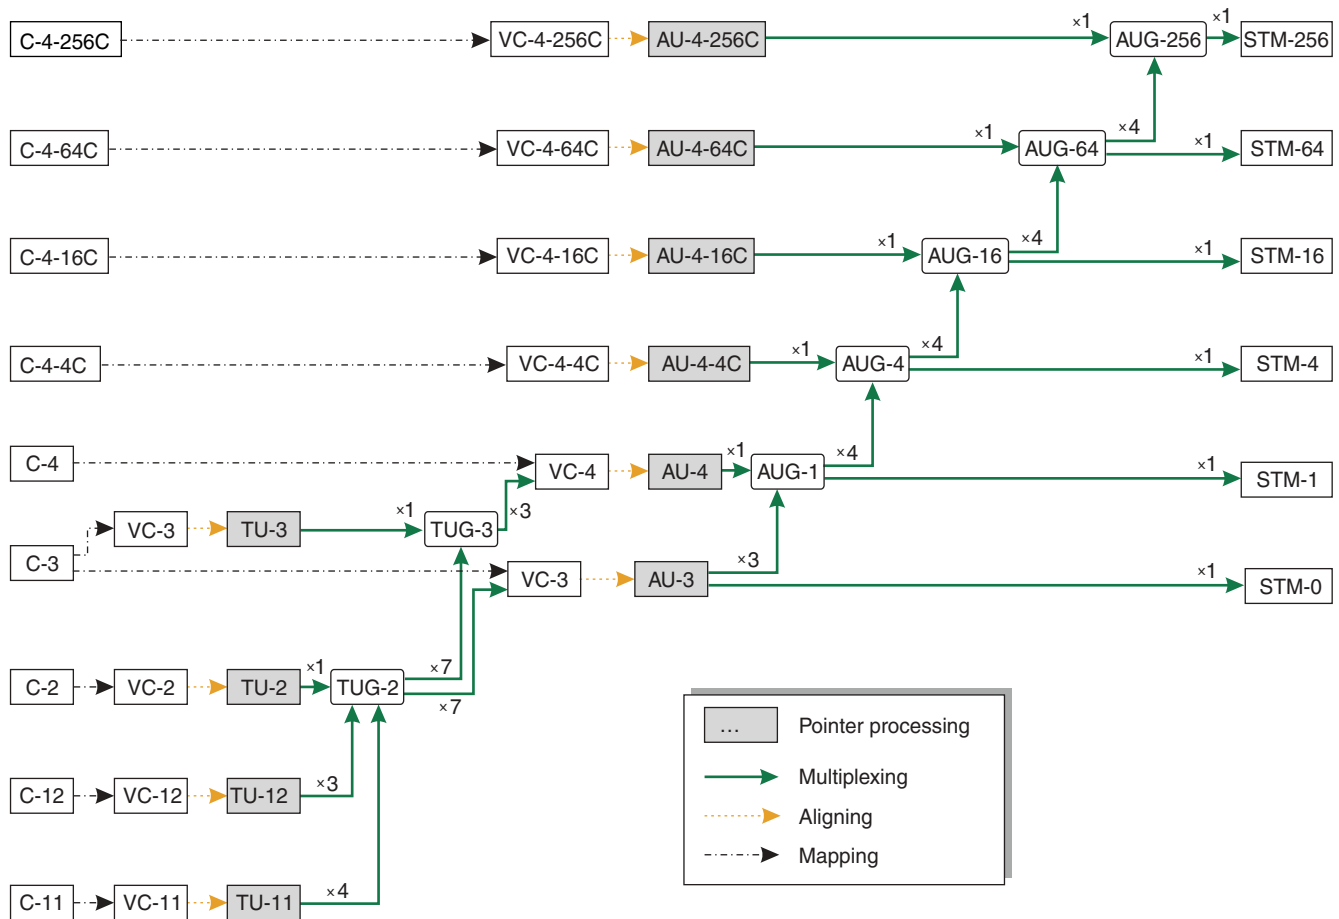 C-4-256C VC-4-256C AU-4-256C ×1 AUG-256 ×1 STM-256
C-4-64C VC-4-64C AU-4-64C ×1 AUG-64 ×4 ×1 STM-64
C-4-16C VC-4-16C AU-4-16C ×1 AUG-16 ×4 ×1 STM-16
C-4-4C VC-4-4C AU-4-4C ×1 AUG-4 ×4 ×1 STM-4
C-4 VC-4 AU-4 ×1 AUG-1 ×4 ×1 STM-1
VC-3 TU-3 ×1 TUG-3 ×3
C-3 VC-3 AU-3 ×3 ×1 STM-0
C-2 VC-2 TU-2 ×1 TUG-2 ×7
×7
C-12 VC-12 TU-12 ×3
C-11 VC-11 TU-11 ×4
... Pointer processing
Multiplexing
Aligning
Mapping